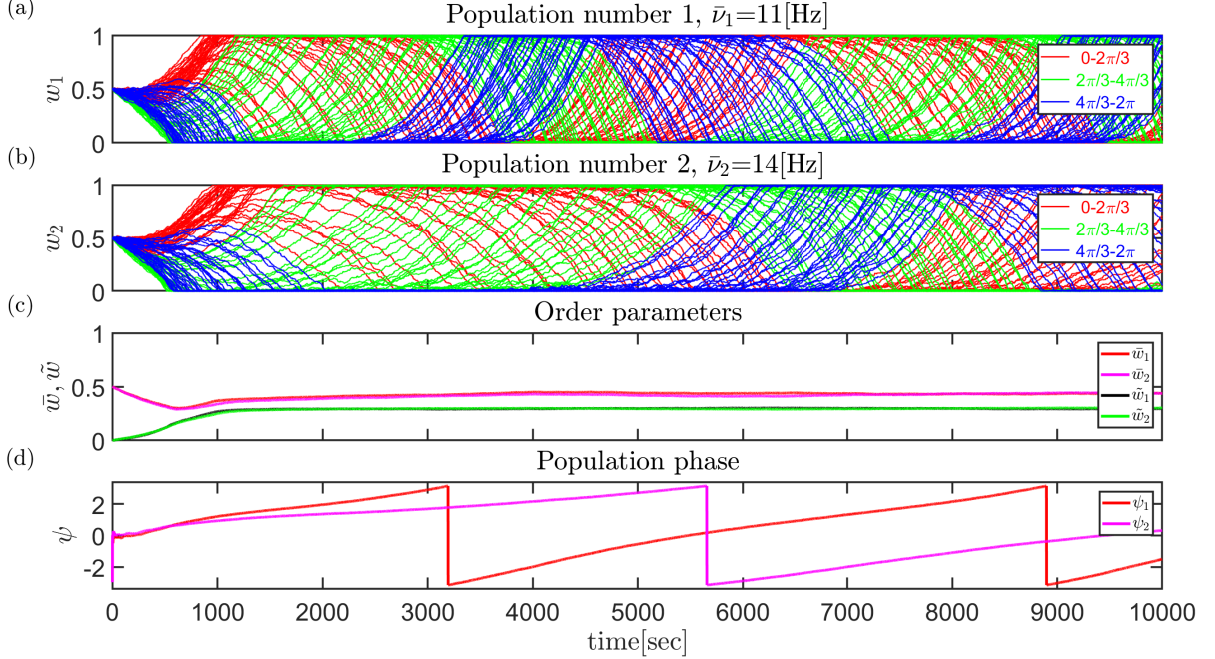 (a)
Population number 1, ν̄₁=11[Hz]
1
0.5
0
w₁
0-2π/3
2π/3-4π/3
4π/3-2π
(b)
Population number 2, ν̄₂=14[Hz]
1
0.5
0
w₂
0-2π/3
2π/3-4π/3
4π/3-2π
(c)
Order parameters
1
0.5
0
w̄, w̃
w̄₁
w̄₂
w̃₁
w̃₂
(d)
Population phase
2
0
-2
ψ
ψ₁
ψ₂
0 1000 2000 3000 4000 5000 6000 7000 8000 9000 10000
time[sec]